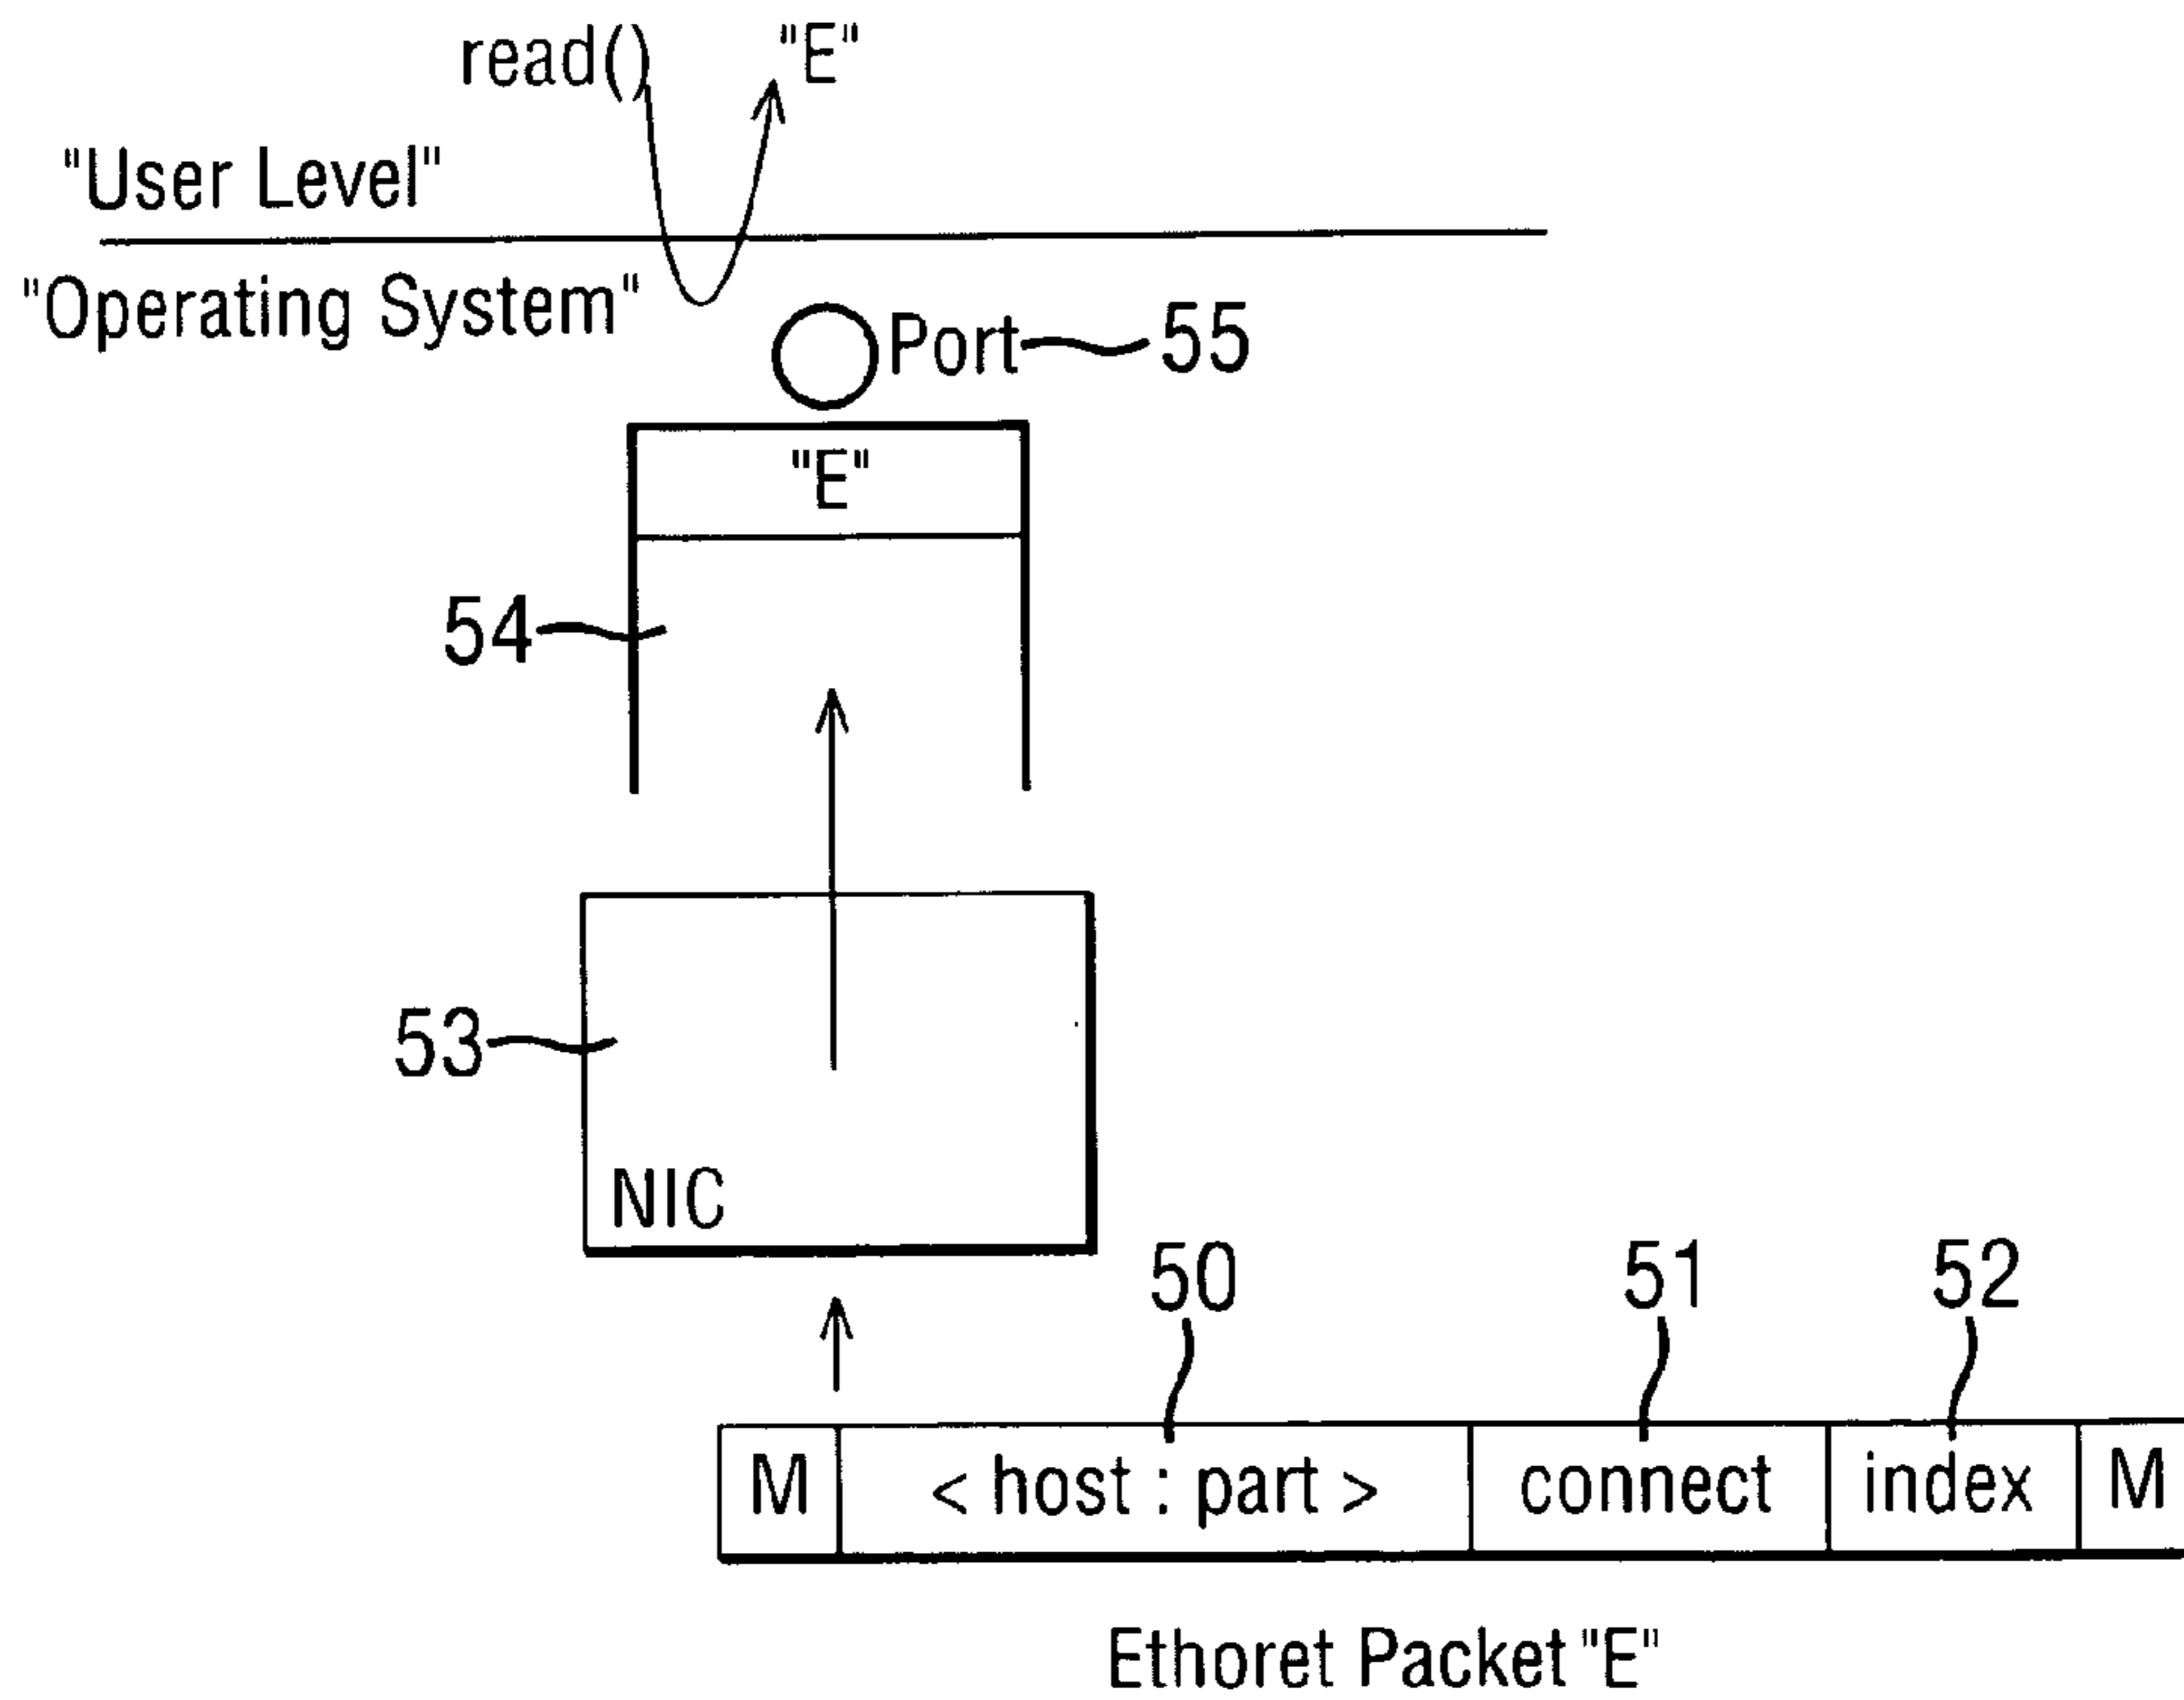 read() "E"
"User Level"
"Operating System"
Port 55
"E"
54
53
NIC
50 51 52
M < host : part > connect index M
Ethoret Packet "E"